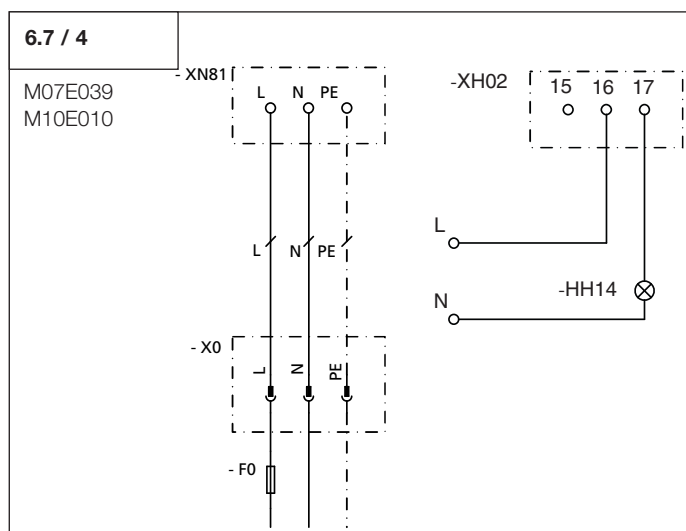 6.7 / 4
M07E039
M10E010
- XN81
L N PE
-XH02
15 16 17
L N PE
L
N
-HH14
- X0
L N PE
- F0